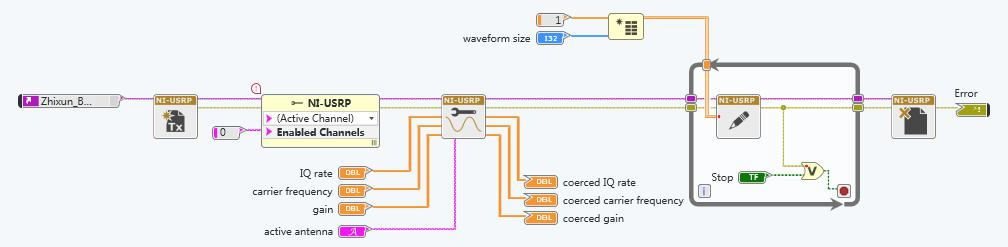 1
waveform size I32
Zhixun_B...
NI-USRP
Tx
NI-USRP
(Active Channel)
Enabled Channels
0
NI-USRP
NI-USRP
NI-USRP
Error
IQ rate DBL
carrier frequency DBL
gain DBL
active antenna
DBL coerced IQ rate
DBL coerced carrier frequency
DBL coerced gain
Stop TF
V
i